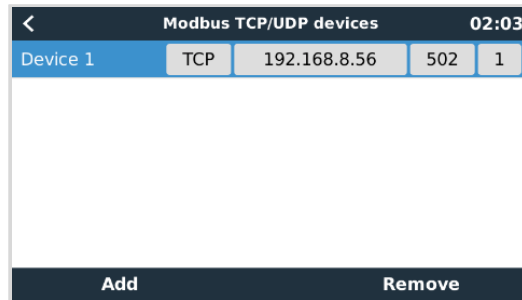 Modbus TCP/UDP devices 02:03
Device 1 TCP 192.168.8.56 502 1
Add Remove